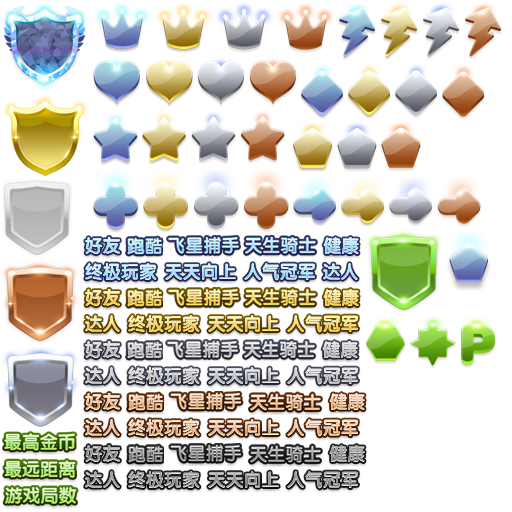 好友 跑酷 飞星捕手 天生骑士 健康
终极玩家 天天向上 人气冠军 达人
好友 跑酷 飞星捕手 天生骑士 健康
达人 终极玩家 天天向上 人气冠军
好友 跑酷 飞星捕手 天生骑士 健康
P
达人 终极玩家 天天向上 人气冠军
好友 跑酷 飞星捕手 天生骑士 健康
达人 终极玩家 天天向上 人气冠军
好友 跑酷 飞星捕手 天生骑士 健康
达人 终极玩家 天天向上 人气冠军
最高金币
最远距离
游戏局数